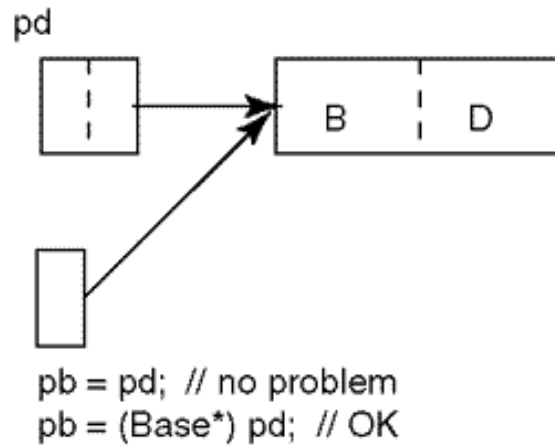 pd
B D
pb = pd; // no problem
pb = (Base*) pd; // OK